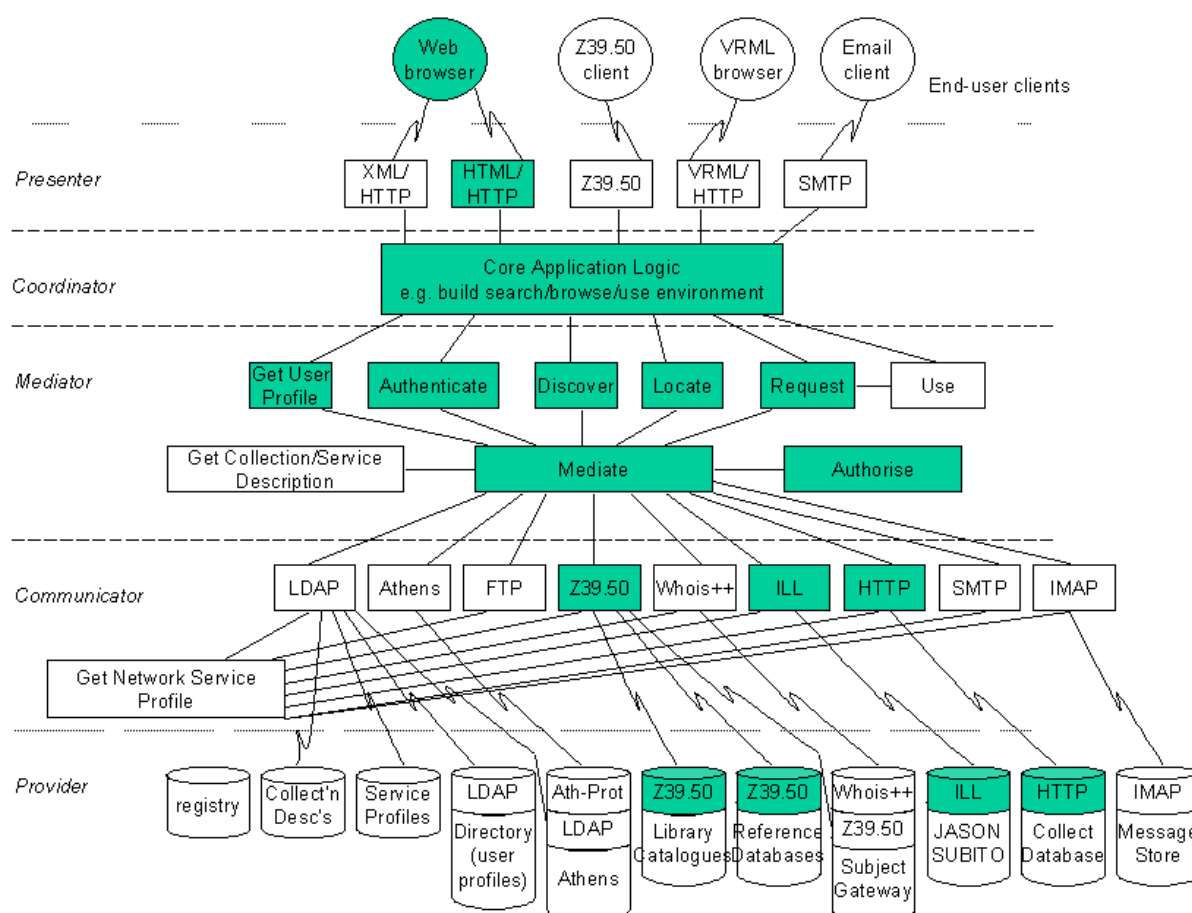 Web
browser
Z39.50
client
VRML
browser
Email
client
End-user clients
Presenter
XML/
HTTP
HTML/
HTTP
Z39.50
VRML/
HTTP
SMTP
Coordinator
Core Application Logic
e.g. build search/browse/use environment
Mediator
Get User
Profile
Authenticate
Discover
Locate
Request
Use
Get Collection/Service
Description
Mediate
Authorise
Communicator
LDAP
Athens
FTP
Z39.50
Whois++
ILL
HTTP
SMTP
IMAP
Get Network Service
Profile
Provider
registry
Collect'n
Desc's
Service
Profiles
LDAP
Directory
(user
profiles)
Ath-Prot
LDAP
Athens
Z39.50
Library
Catalogues
Z39.50
Reference
Databases
Whois++
Z39.50
Subject
Gateway
ILL
JASON
SUBITO
HTTP
Collect
Database
IMAP
Message
Store